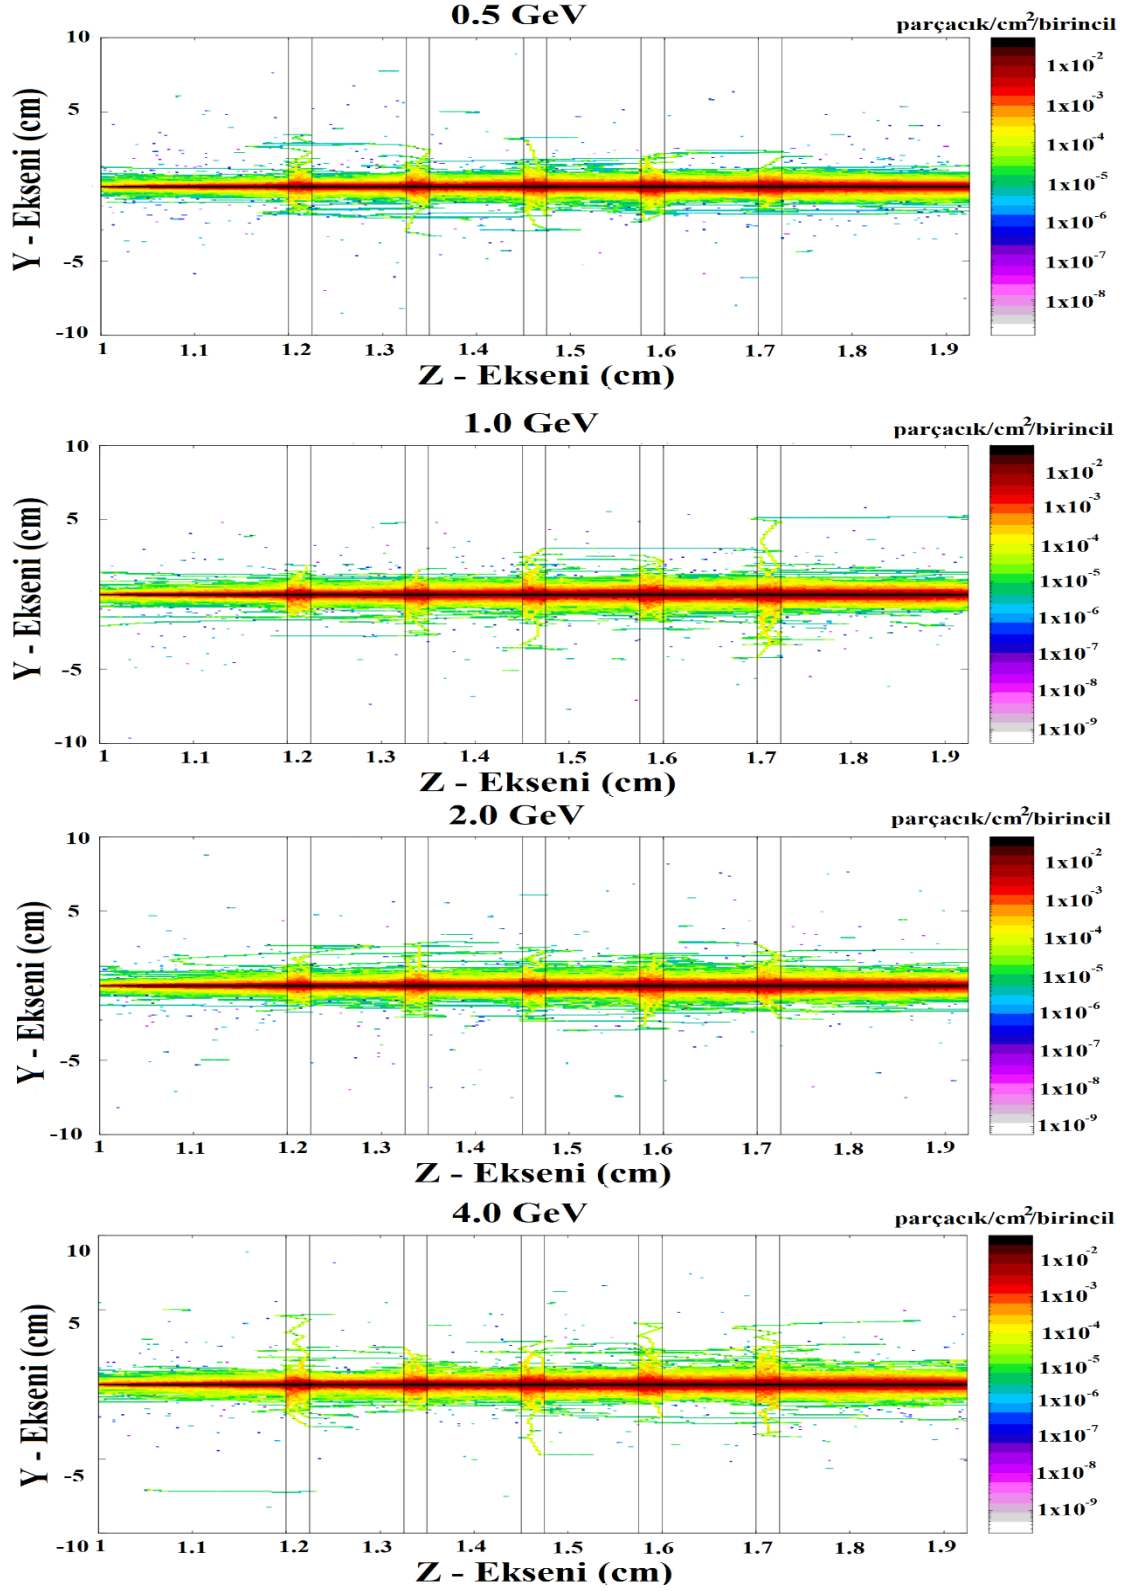 0.5 GeV
parçacık/cm²/birincil
10
5
-5
-10
Y - Ekseni (cm)
1 1.1 1.2 1.3 1.4 1.5 1.6 1.7 1.8 1.9
Z - Ekseni (cm)
1x10⁻²
1x10⁻³
1x10⁻⁴
1x10⁻⁵
1x10⁻⁶
1x10⁻⁷
1x10⁻⁸
1.0 GeV
parçacık/cm²/birincil
10
5
-5
-10
Y - Ekseni (cm)
1 1.1 1.2 1.3 1.4 1.5 1.6 1.7 1.8 1.9
Z - Ekseni (cm)
1x10⁻²
1x10⁻³
1x10⁻⁴
1x10⁻⁵
1x10⁻⁶
1x10⁻⁷
1x10⁻⁸
1x10⁻⁹
2.0 GeV
parçacık/cm²/birincil
10
5
-5
-10
Y - Ekseni (cm)
1 1.1 1.2 1.3 1.4 1.5 1.6 1.7 1.8 1.9
Z - Ekseni (cm)
1x10⁻²
1x10⁻³
1x10⁻⁴
1x10⁻⁵
1x10⁻⁶
1x10⁻⁷
1x10⁻⁸
1x10⁻⁹
4.0 GeV
parçacık/cm²/birincil
10
5
-5
-10
Y - Ekseni (cm)
1 1.1 1.2 1.3 1.4 1.5 1.6 1.7 1.8 1.9
Z - Ekseni (cm)
1x10⁻²
1x10⁻³
1x10⁻⁴
1x10⁻⁵
1x10⁻⁶
1x10⁻⁷
1x10⁻⁸
1x10⁻⁹